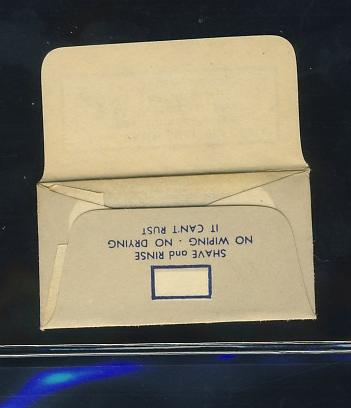 SHAVE and RINSE
NO WIPING · NO DRYING
IT CAN'T RUST